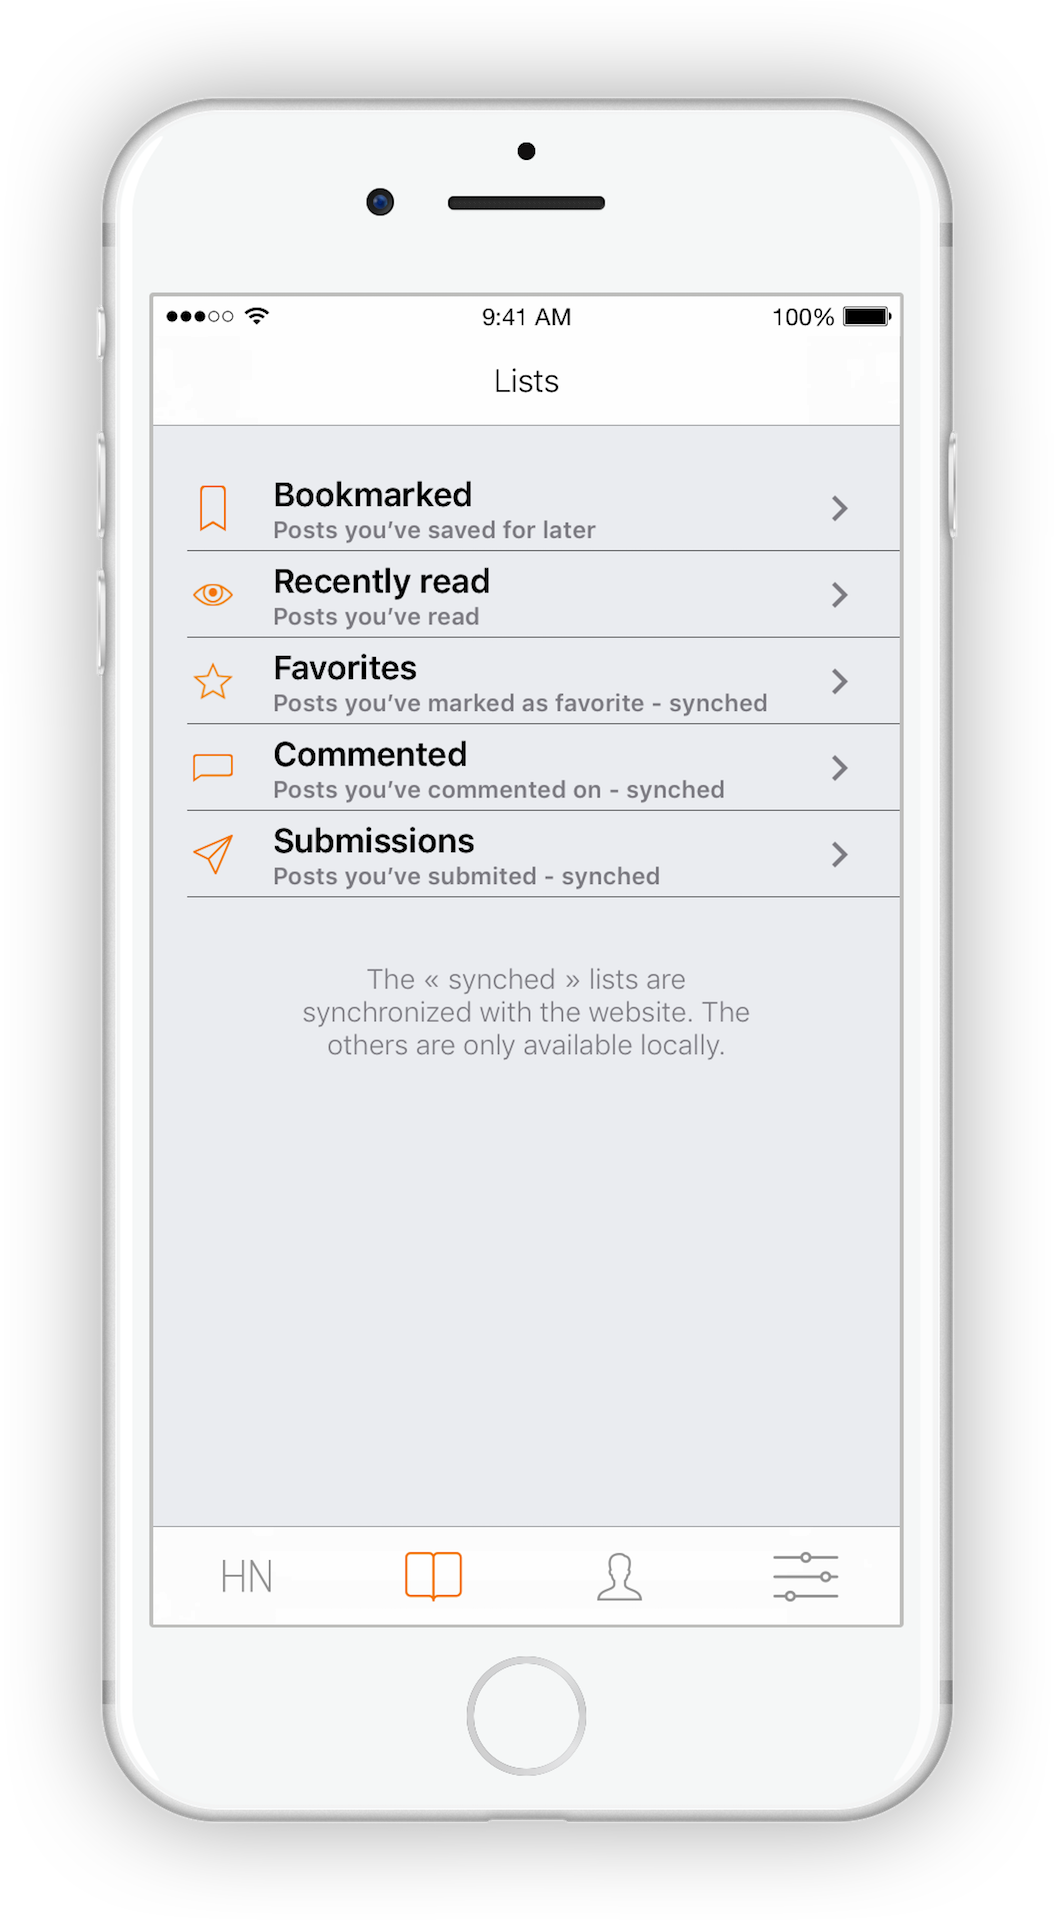 9:41 AM
100%
Lists
Bookmarked
Posts you’ve saved for later
Recently read
Posts you’ve read
Favorites
Posts you’ve marked as favorite - synched
Commented
Posts you’ve commented on - synched
Submissions
Posts you’ve submited - synched
The « synched » lists are
synchronized with the website. The
others are only available locally.
HN